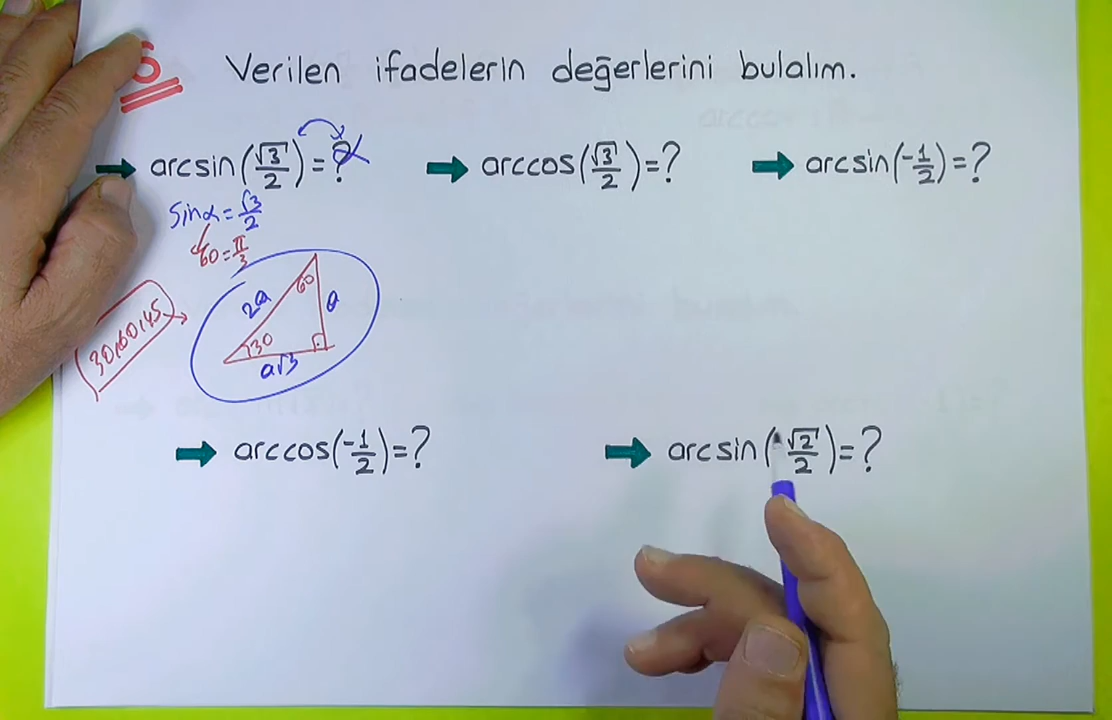 6 Verilen ifadelerin değerlerini bulalım.
arcsin(√3/2)=? α
arccos(√3/2)=?
arcsin(-1/2)=?
sinα=√3/2
60=π/3
30,60,45
2a
60
a
30
a√3
arccos(-1/2)=?
arcsin(√2/2)=?